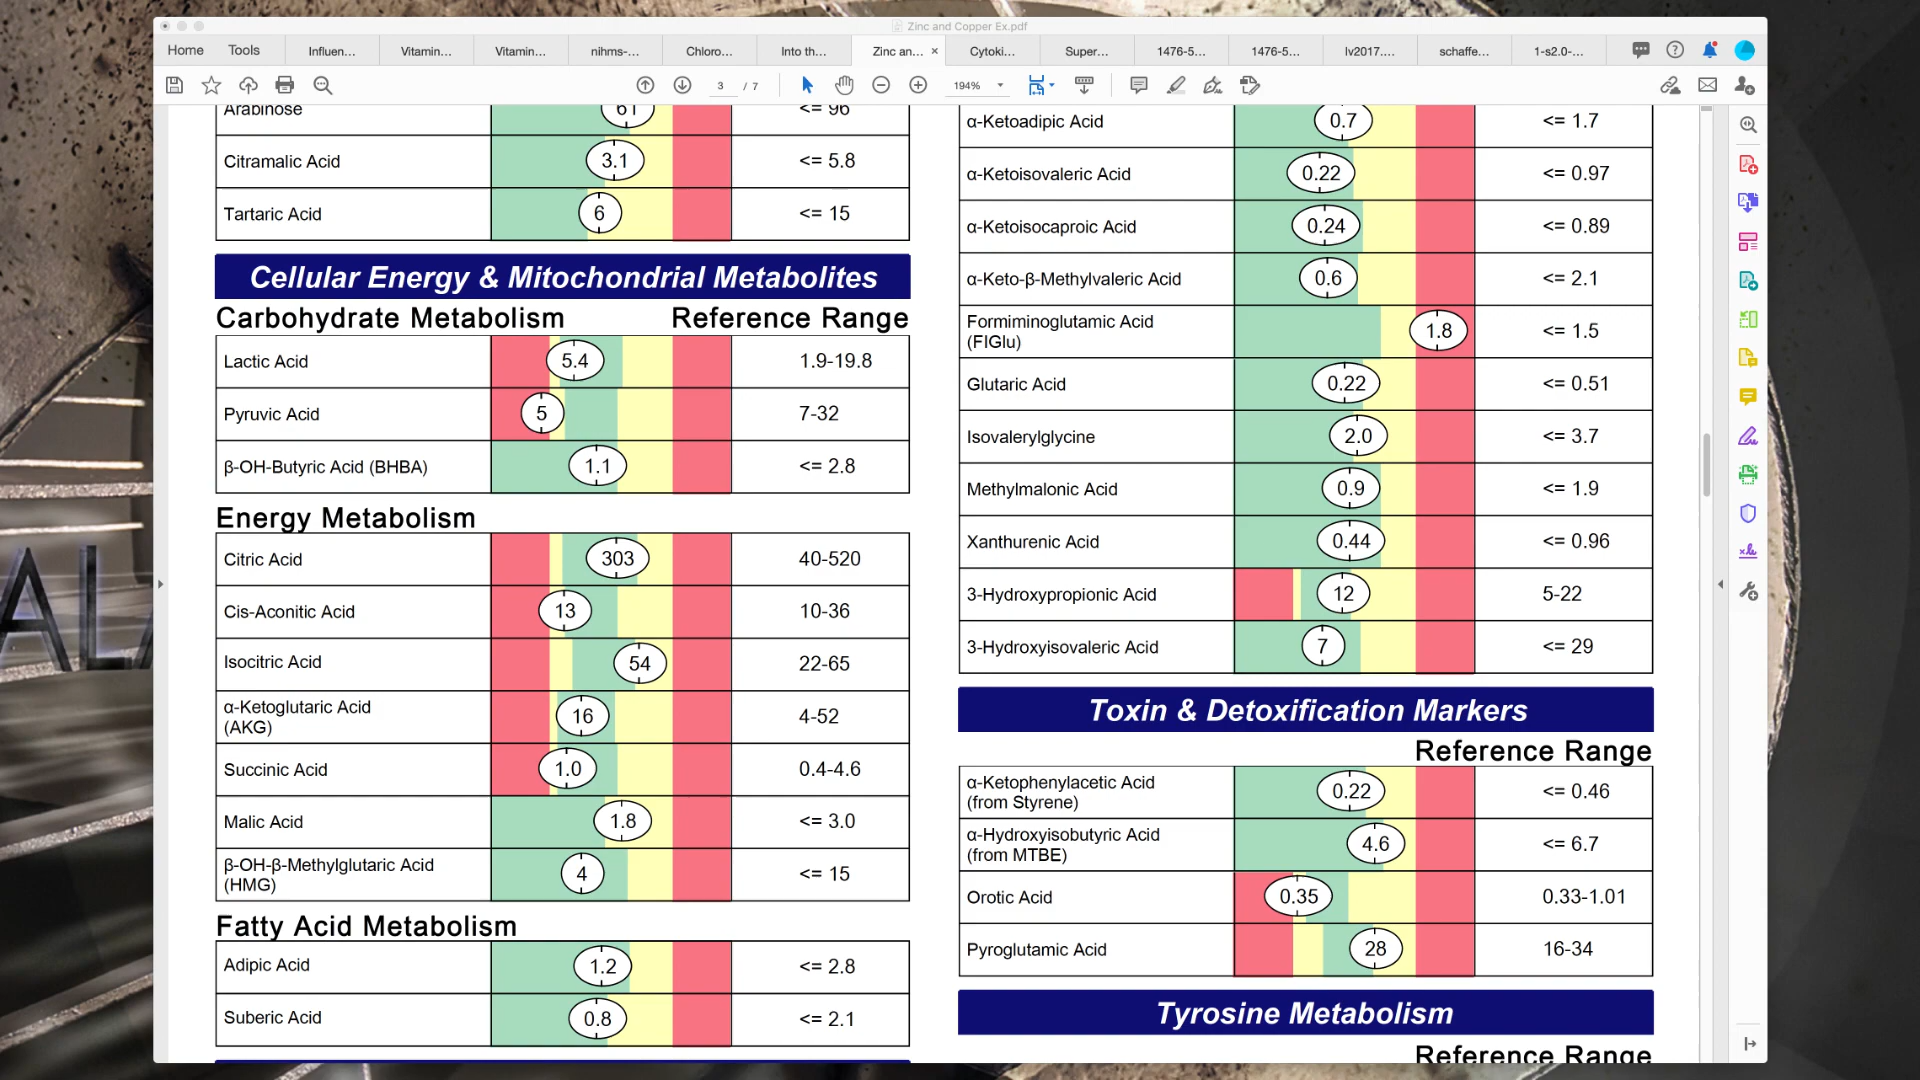 Zinc and Copper Ex.pdf
Home Tools Influen... Vitamin... Vitamin... nihms-... Chloro... Into th... Zinc an... × Cytoki... Super... 1476-5... 1476-5... lv2017.... schaffe... 1-s2.0-...
3 / 7 194%
Arabinose 61 <= 96
Citramalic Acid 3.1 <= 5.8
Tartaric Acid 6 <= 15
Cellular Energy & Mitochondrial Metabolites
Carbohydrate Metabolism Reference Range
Lactic Acid 5.4 1.9-19.8
Pyruvic Acid 5 7-32
β-OH-Butyric Acid (BHBA) 1.1 <= 2.8
Energy Metabolism
Citric Acid 303 40-520
Cis-Aconitic Acid 13 10-36
Isocitric Acid 54 22-65
α-Ketoglutaric Acid
(AKG) 16 4-52
Succinic Acid 1.0 0.4-4.6
Malic Acid 1.8 <= 3.0
β-OH-β-Methylglutaric Acid
(HMG) 4 <= 15
Fatty Acid Metabolism
Adipic Acid 1.2 <= 2.8
Suberic Acid 0.8 <= 2.1
α-Ketoadipic Acid 0.7 <= 1.7
α-Ketoisovaleric Acid 0.22 <= 0.97
α-Ketoisocaproic Acid 0.24 <= 0.89
α-Keto-β-Methylvaleric Acid 0.6 <= 2.1
Formiminoglutamic Acid
(FIGlu) 1.8 <= 1.5
Glutaric Acid 0.22 <= 0.51
Isovalerylglycine 2.0 <= 3.7
Methylmalonic Acid 0.9 <= 1.9
Xanthurenic Acid 0.44 <= 0.96
3-Hydroxypropionic Acid 12 5-22
3-Hydroxyisovaleric Acid 7 <= 29
Toxin & Detoxification Markers
Reference Range
α-Ketophenylacetic Acid
(from Styrene) 0.22 <= 0.46
α-Hydroxyisobutyric Acid
(from MTBE) 4.6 <= 6.7
Orotic Acid 0.35 0.33-1.01
Pyroglutamic Acid 28 16-34
Tyrosine Metabolism
Reference Range